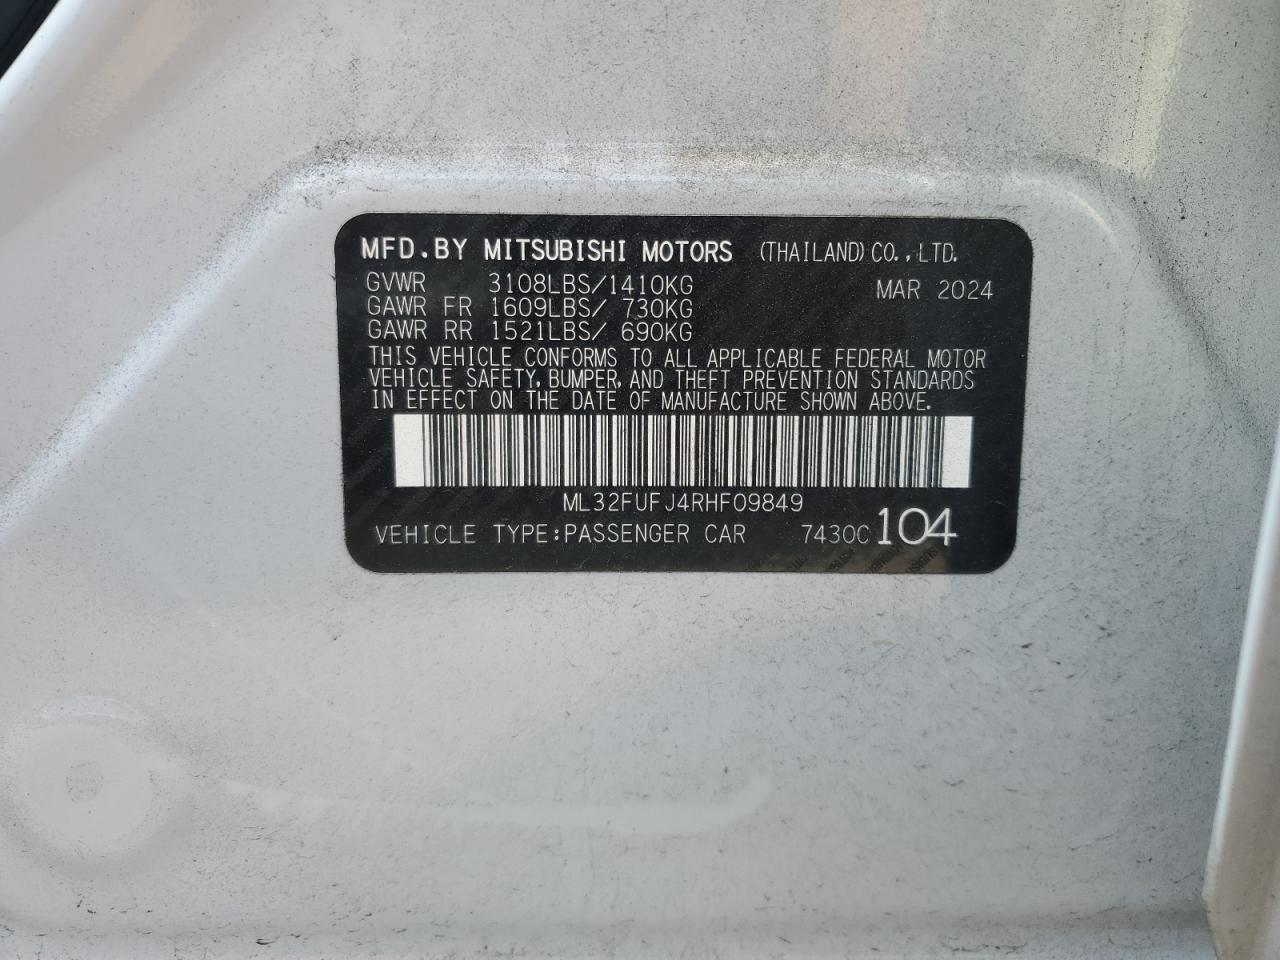 MFD.BY MITSUBISHI MOTORS (THAILAND) CO.,LTD.
GVWR 3108LBS/1410KG MAR 2024
GAWR FR 1609LBS/ 730KG
GAWR RR 1521LBS/ 690KG
THIS VEHICLE CONFORMS TO ALL APPLICABLE FEDERAL MOTOR
VEHICLE SAFETY, BUMPER, AND THEFT PREVENTION STANDARDS
IN EFFECT ON THE DATE OF MANUFACTURE SHOWN ABOVE.
ML32FUFJ4RHF09849
VEHICLE TYPE:PASSENGER CAR 7430C 104